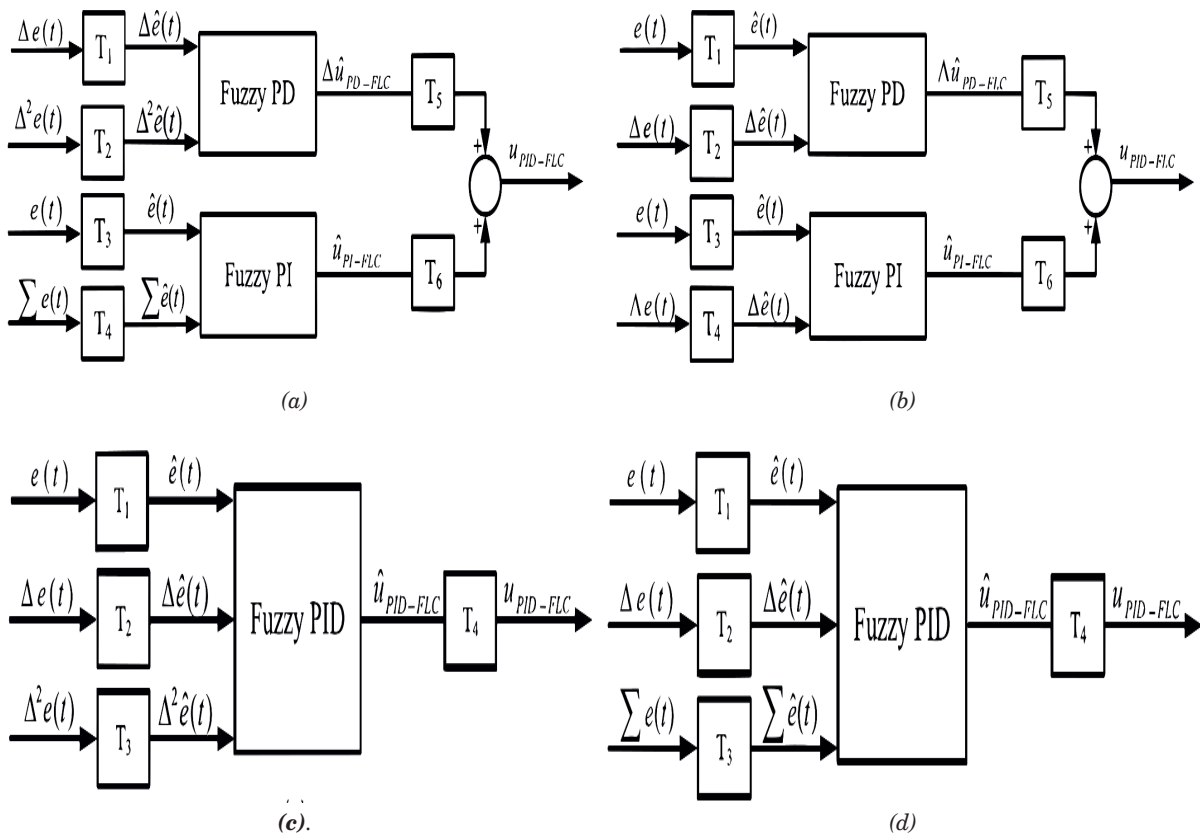 Δe(t) T₁ Δê(t)
Fuzzy PD
Δû_PD–FLC T₅
Δ²e(t) T₂ Δ²ê(t)
+
u_PID–FLC
e(t) T₃ ê(t)
+
Fuzzy PI
û_PI–FLC T₆
∑e(t) T₄ ∑ê(t)
(a)
e(t) T₁ ê(t)
Fuzzy PD
Λû_PD–FLC T₅
Δe(t) T₂ Δê(t)
+
u_PID–FLC
e(t) T₃ ê(t)
+
Fuzzy PI
û_PI–FLC T₆
Λe(t) T₄ Δê(t)
(b)
e(t) T₁ ê(t)
Δe(t) T₂ Δê(t)
Fuzzy PID
û_PID–FLC T₄ u_PID–FLC
Δ²e(t) T₃ Δ²ê(t)
(c).
e(t) T₁ ê(t)
Δe(t) T₂ Δê(t)
Fuzzy PID
û_PID–FLC T₄ u_PID–FLC
∑e(t) T₃ ∑ê(t)
(d)